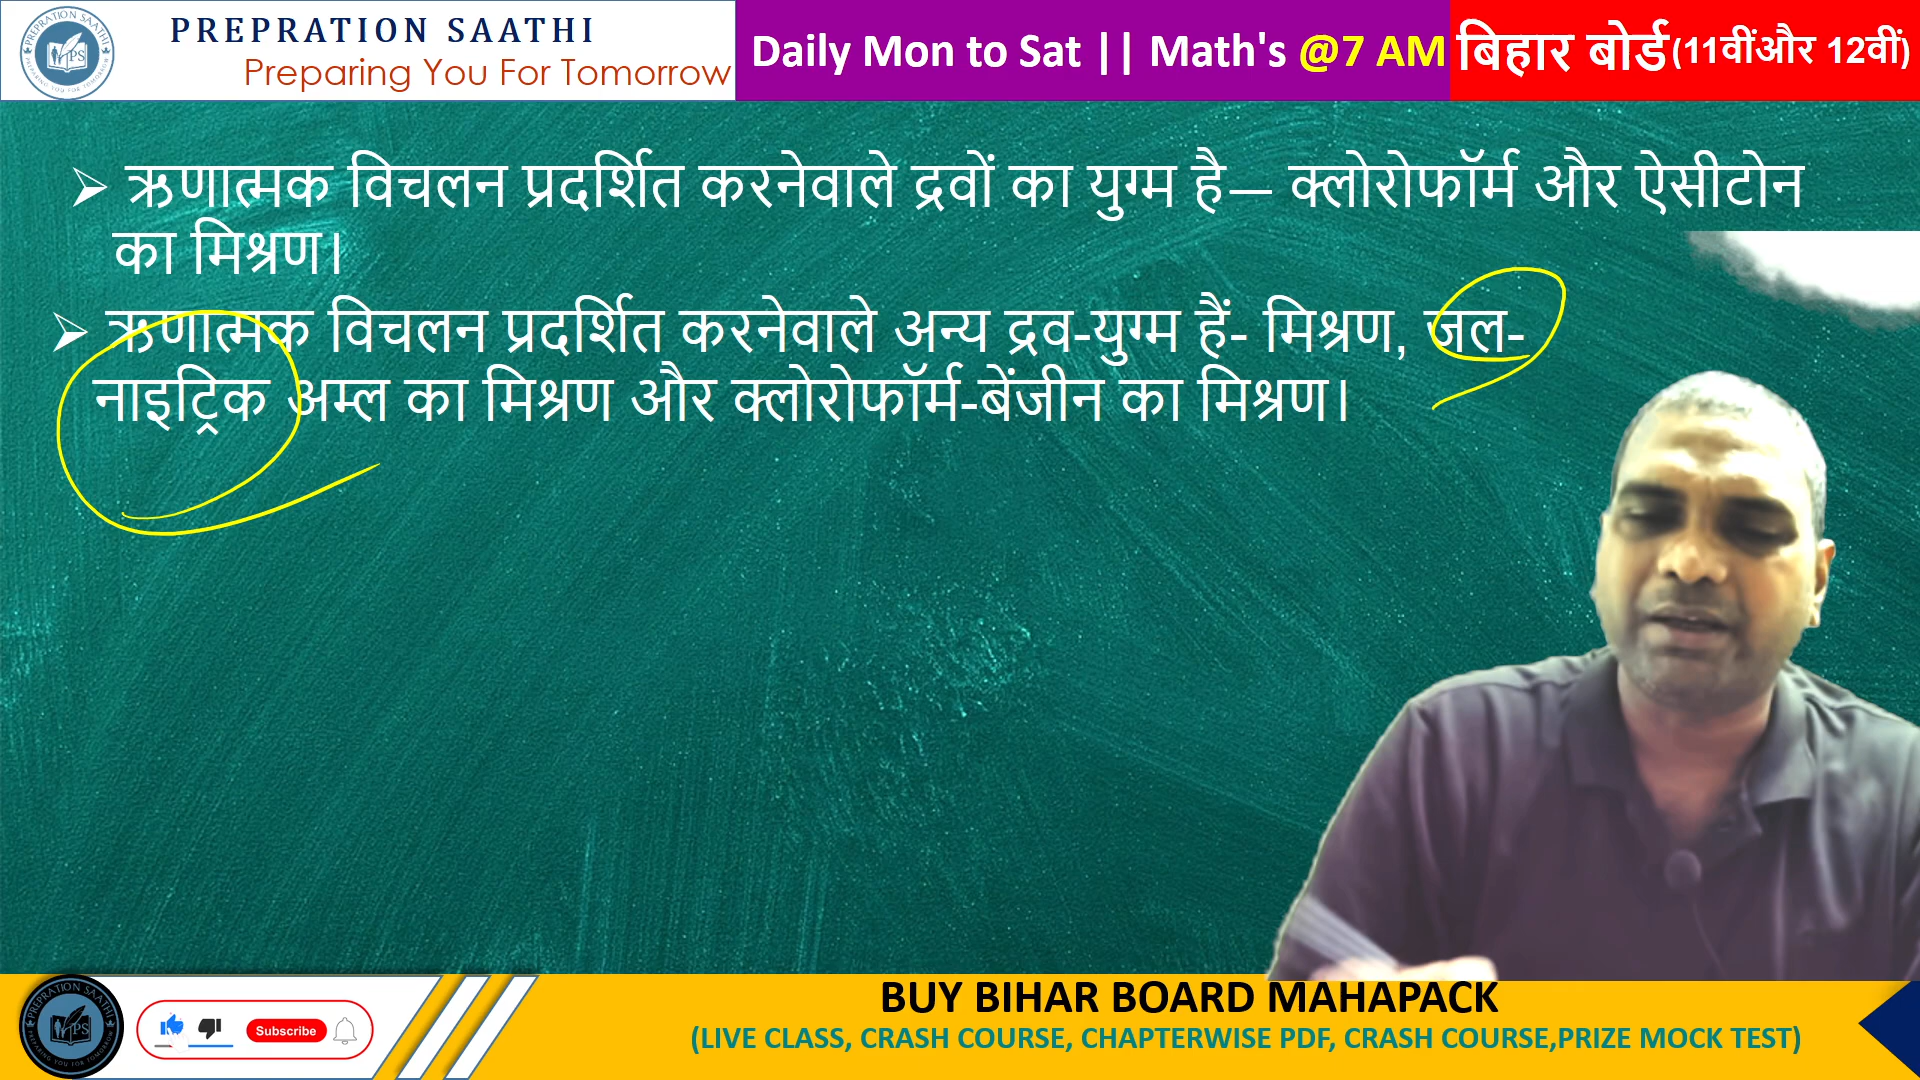 PREPRATION SAATHI
Preparing You For Tomorrow
Daily Mon to Sat || Math's @7 AM
बिहार बोर्ड(11वींऔर 12वीं)
➢ ऋणात्मक विचलन प्रदर्शित करनेवाले द्रवों का युग्म है— क्लोरोफॉर्म और ऐसीटोन
का मिश्रण।
➢ ऋणात्मक विचलन प्रदर्शित करनेवाले अन्य द्रव-युग्म हैं- मिश्रण, जल-
नाइट्रिक अम्ल का मिश्रण और क्लोरोफॉर्म-बेंजीन का मिश्रण।
Subscribe
BUY BIHAR BOARD MAHAPACK
(LIVE CLASS, CRASH COURSE, CHAPTERWISE PDF, CRASH COURSE,PRIZE MOCK TEST)